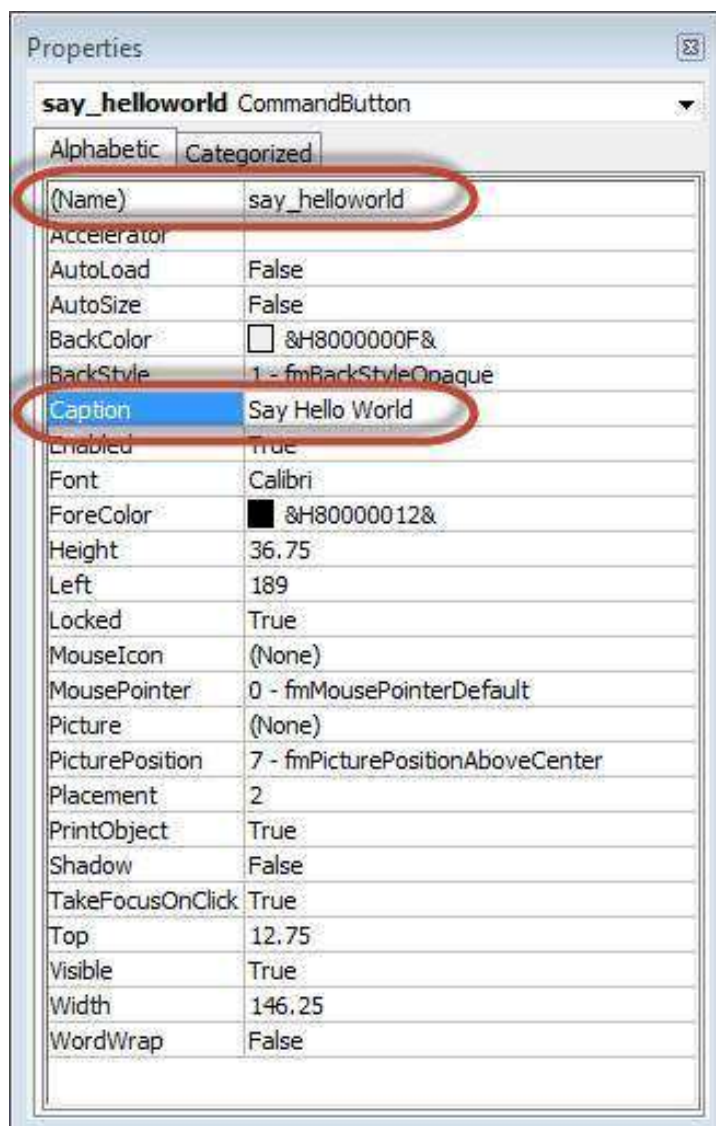 Properties
say_helloworld CommandButton
Alphabetic Categorized
(Name) say_helloworld
Accelerator
AutoLoad False
AutoSize False
BackColor &H8000000F&
BackStyle 1 - fmBackStyleOpaque
Caption Say Hello World
Enabled True
Font Calibri
ForeColor &H80000012&
Height 36.75
Left 189
Locked True
MouseIcon (None)
MousePointer 0 - fmMousePointerDefault
Picture (None)
PicturePosition 7 - fmPicturePositionAboveCenter
Placement 2
PrintObject True
Shadow False
TakeFocusOnClick True
Top 12.75
Visible True
Width 146.25
WordWrap False